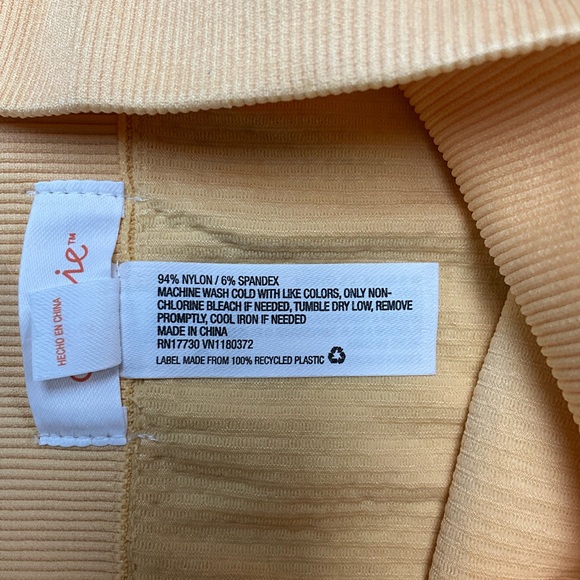 ie™
HECHO EN CHINA
94% NYLON / 6% SPANDEX
MACHINE WASH COLD WITH LIKE COLORS, ONLY NON-
CHLORINE BLEACH IF NEEDED, TUMBLE DRY LOW, REMOVE
PROMPTLY, COOL IRON IF NEEDED
MADE IN CHINA
RN17730 VN1180372
LABEL MADE FROM 100% RECYCLED PLASTIC